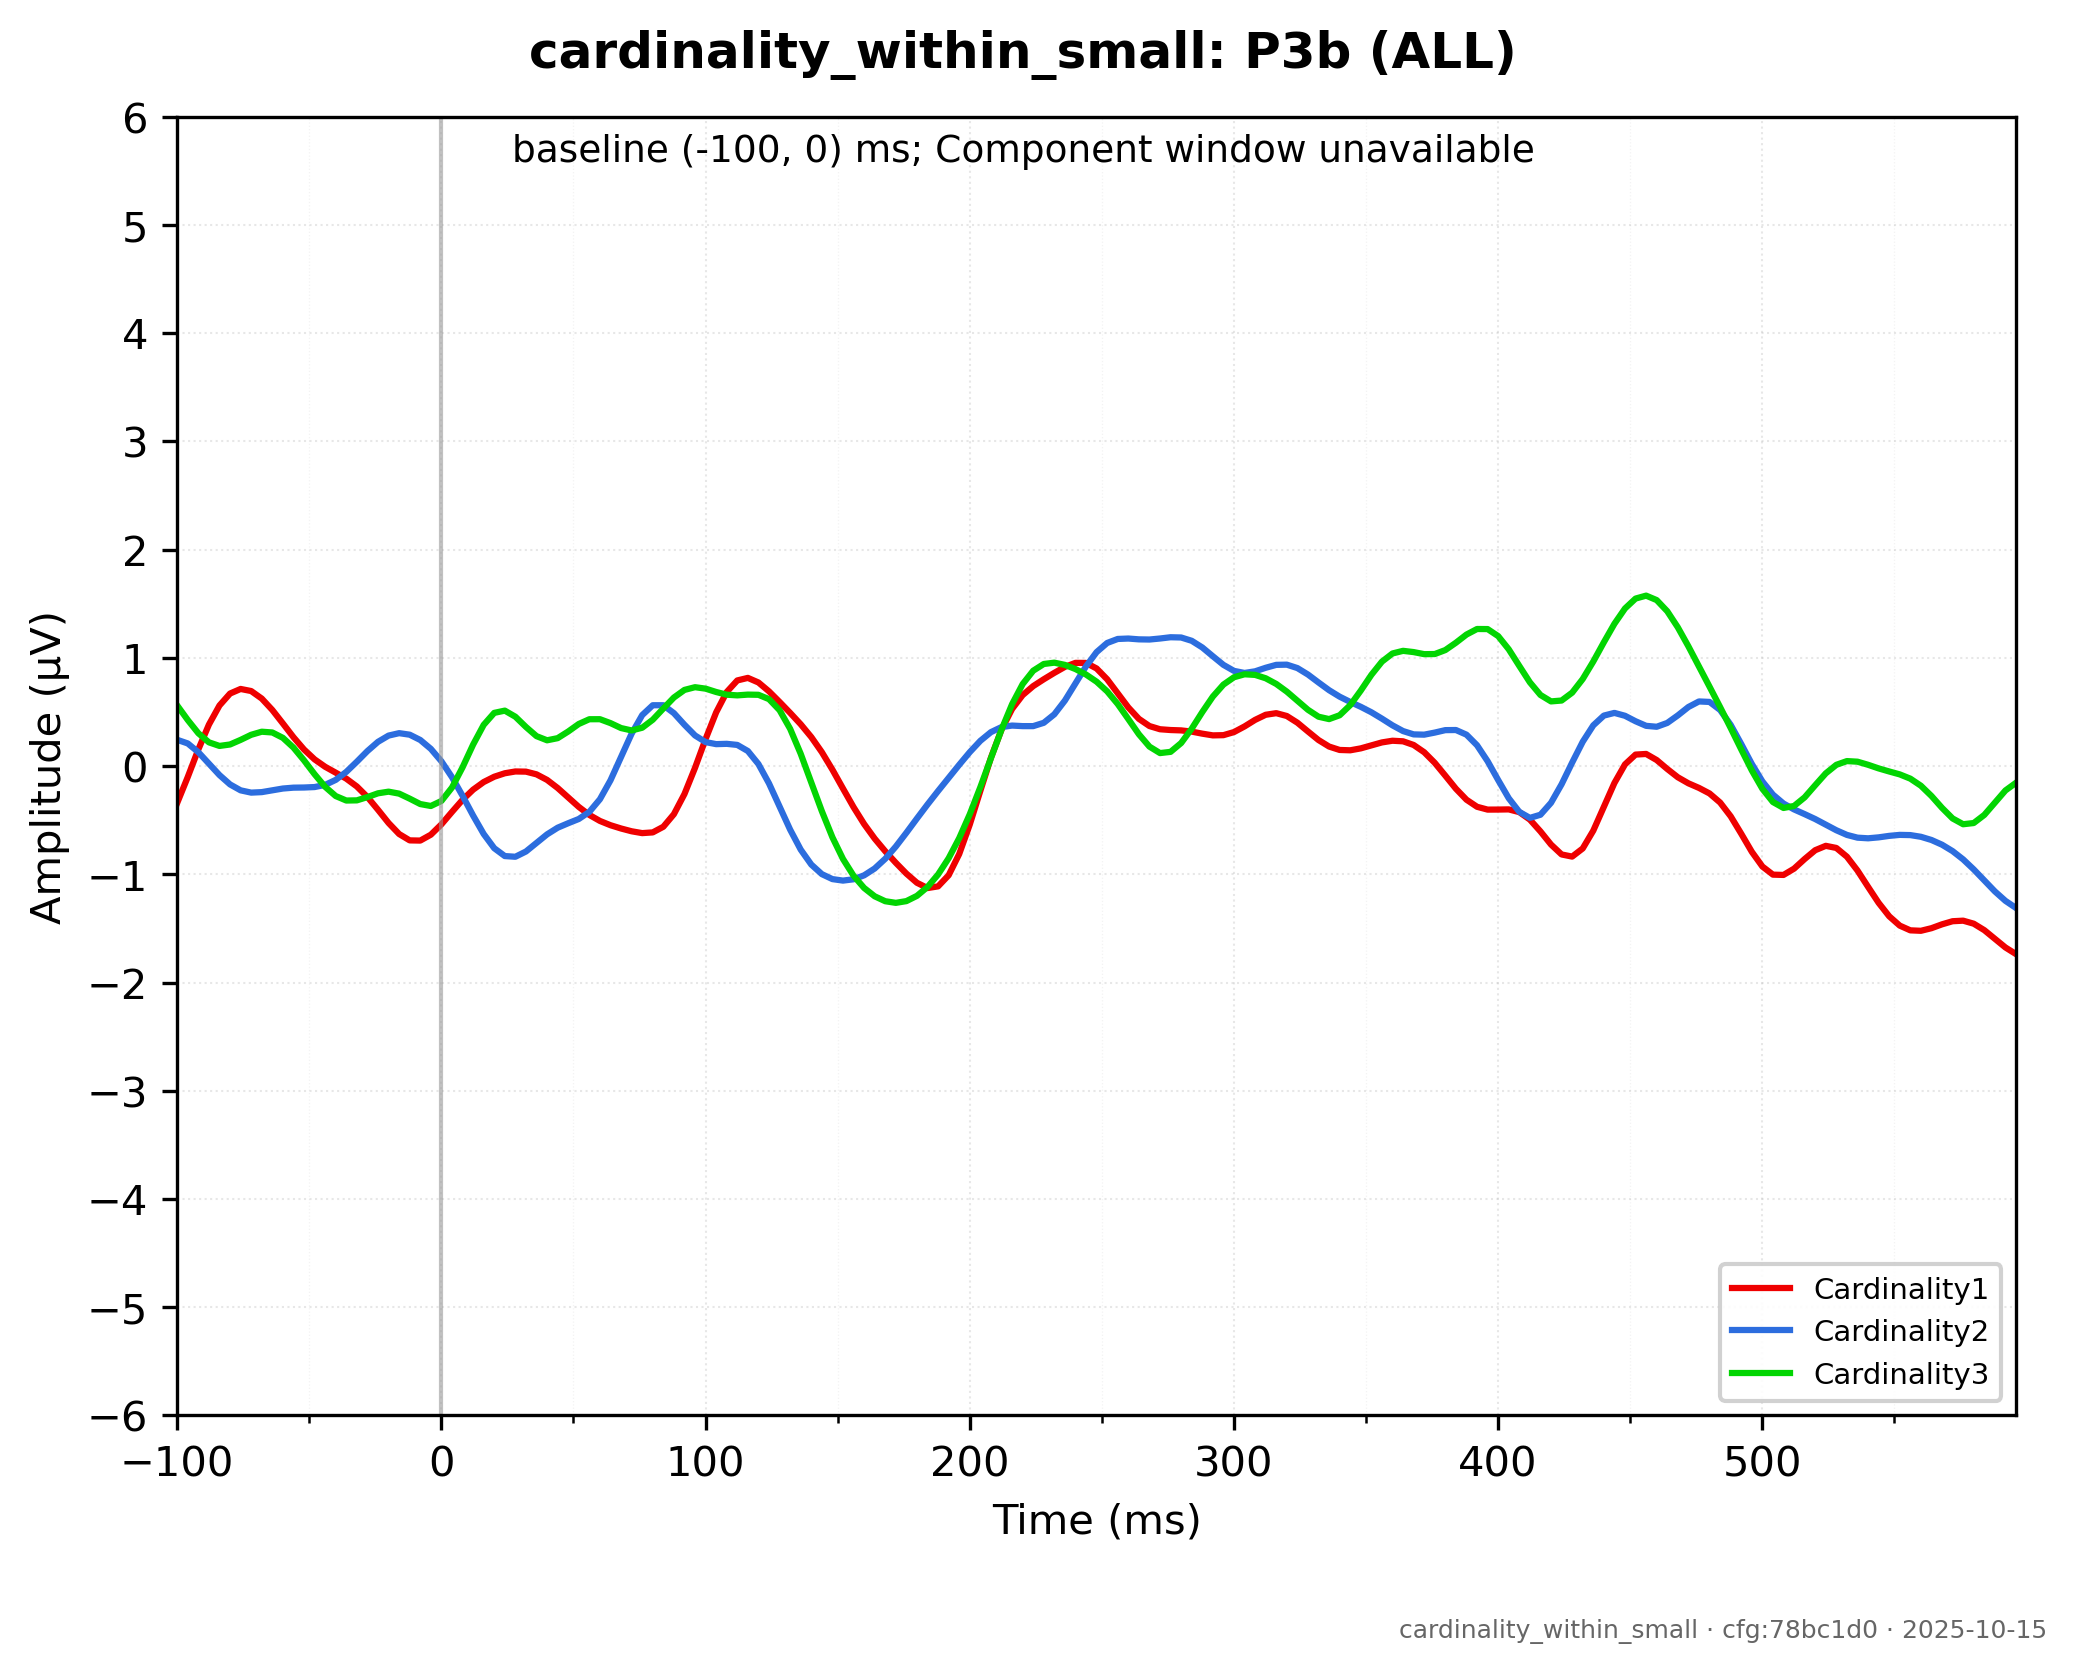 cardinality_within_small: P3b (ALL)
baseline (-100, 0) ms; Component window unavailable
6
5
4
3
2
1
0
−1
−2
−3
−4
−5
−6
Amplitude (μV)
−100
0
100
200
300
400
500
Time (ms)
Cardinality1
Cardinality2
Cardinality3
cardinality_within_small · cfg:78bc1d0 · 2025-10-15